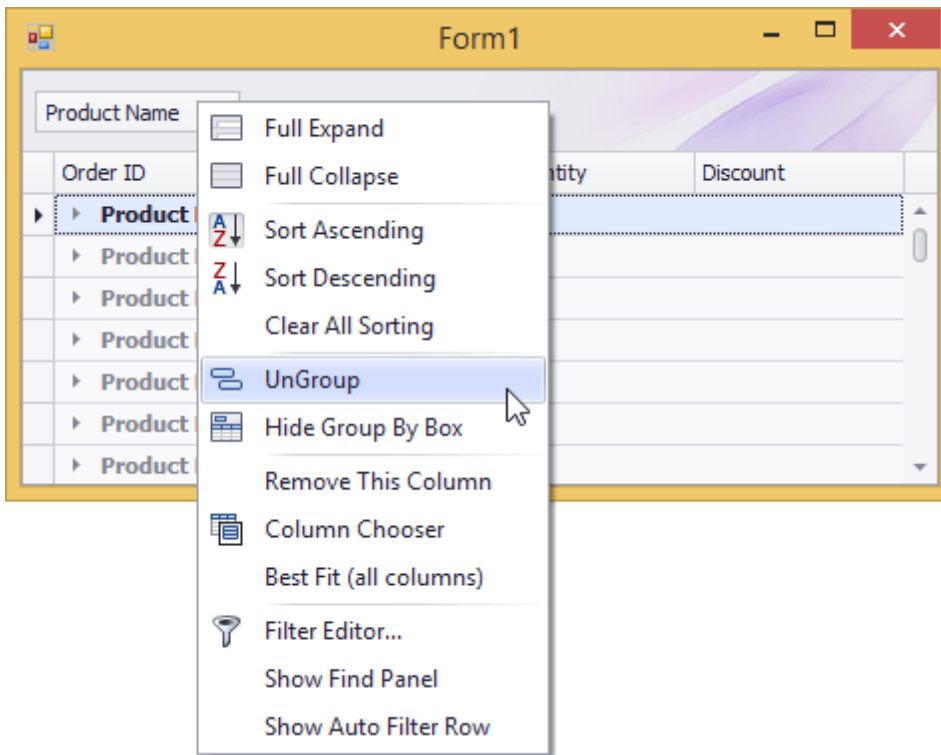 Form1
Product Name
Order ID
ntity
Discount
Product
Product
Product
Product
Product
Product
Product
Full Expand
Full Collapse
Sort Ascending
Sort Descending
Clear All Sorting
UnGroup
Hide Group By Box
Remove This Column
Column Chooser
Best Fit (all columns)
Filter Editor...
Show Find Panel
Show Auto Filter Row